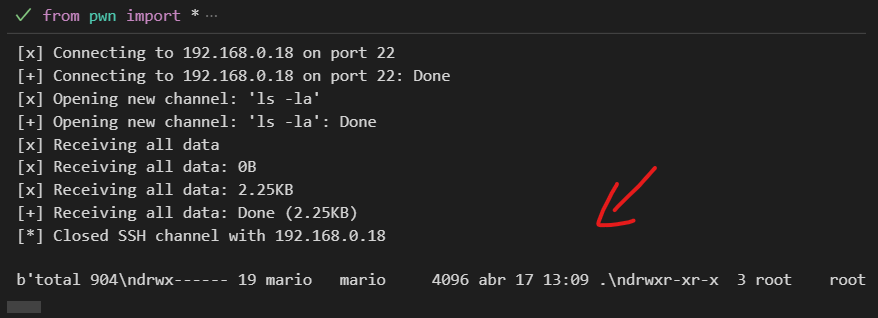 from pwn import * ...
[x] Connecting to 192.168.0.18 on port 22
[+] Connecting to 192.168.0.18 on port 22: Done
[x] Opening new channel: 'ls -la'
[+] Opening new channel: 'ls -la': Done
[x] Receiving all data
[x] Receiving all data: 0B
[x] Receiving all data: 2.25KB
[+] Receiving all data: Done (2.25KB)
[*] Closed SSH channel with 192.168.0.18
b'total 904\ndrwx------ 19 mario   mario     4096 abr 17 13:09 .\ndrwxr-xr-x  3 root    root